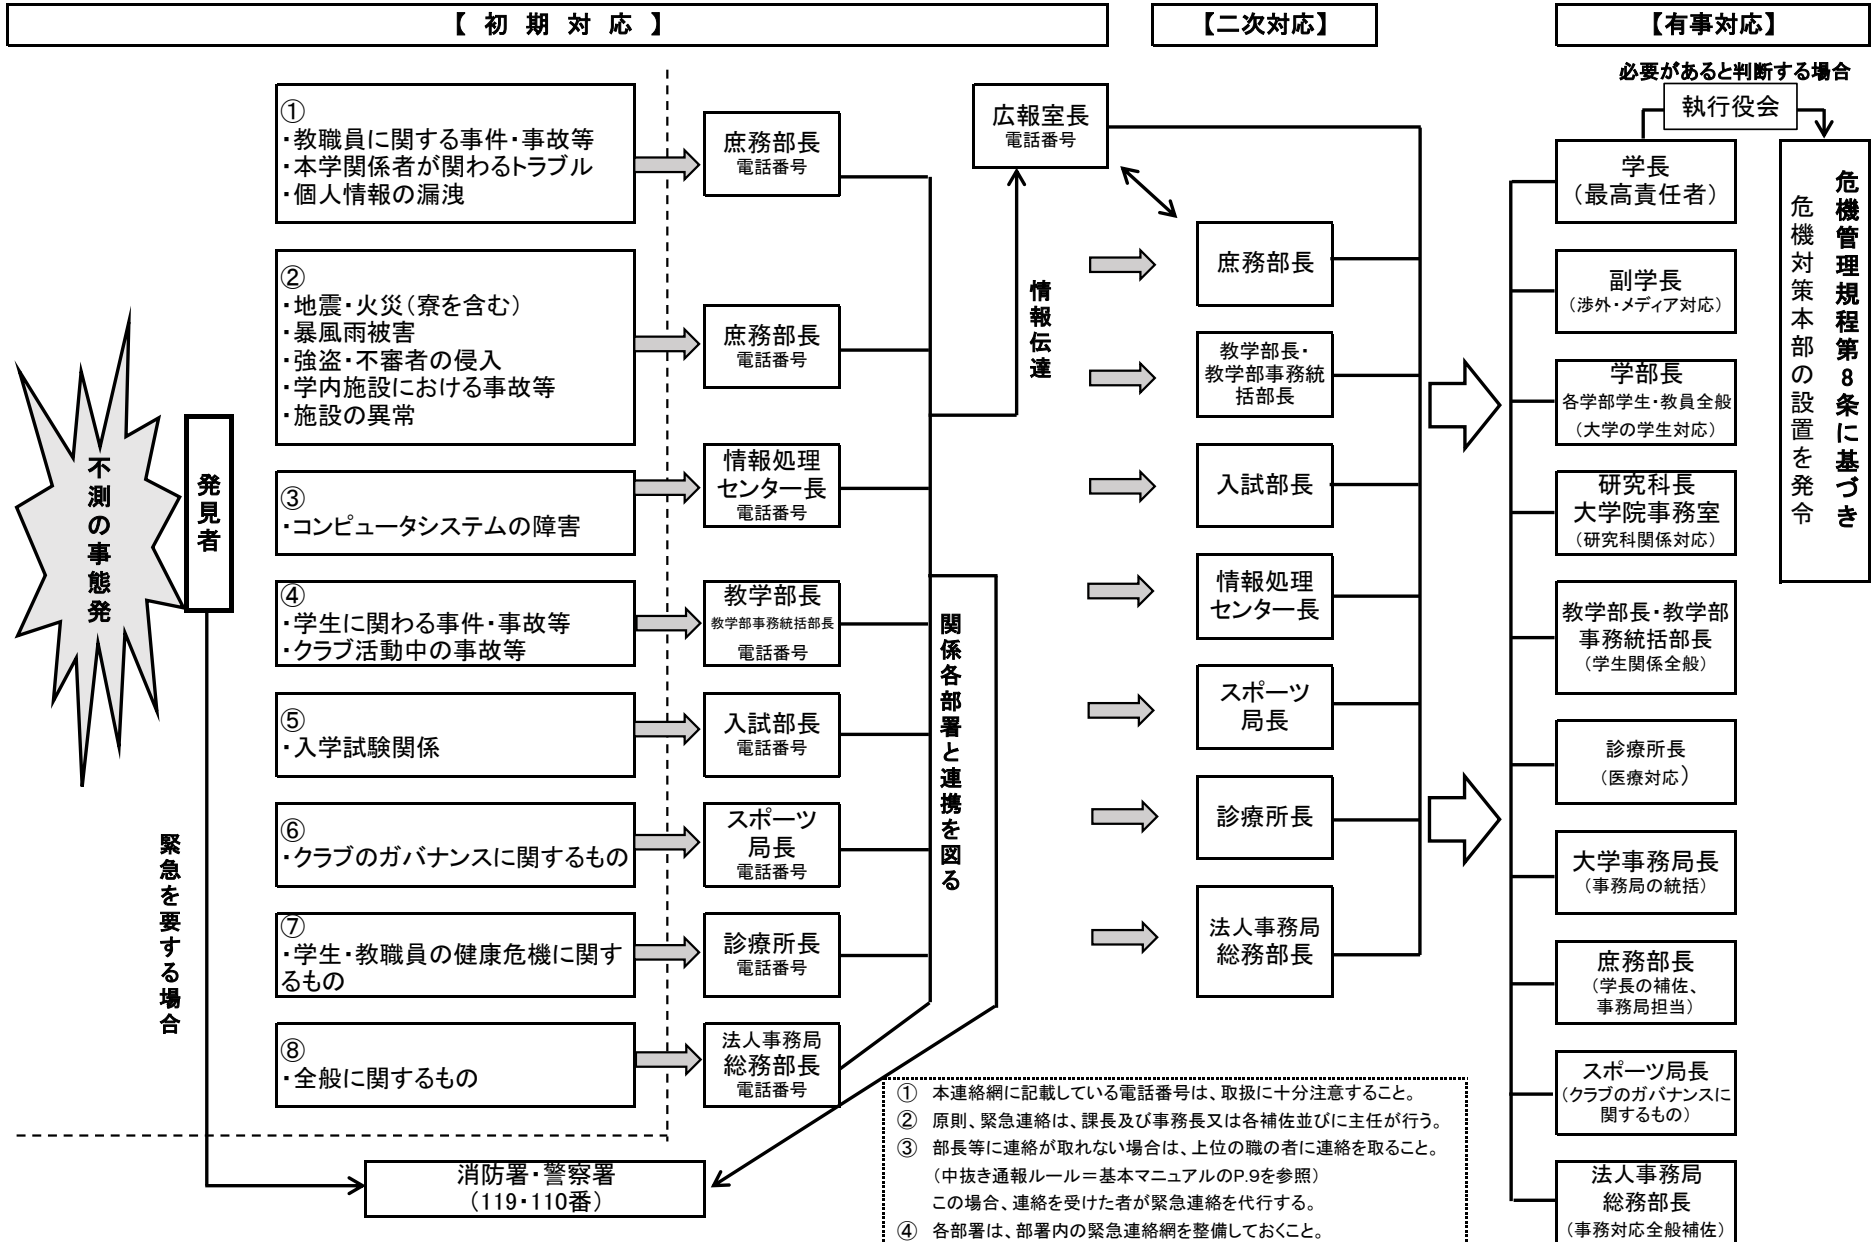 【 初 期 対 応 】
【二次対応】
【有事対応】
必要があると判断する場合
執行役会
不測の事態発
発見者
緊急を要する場合
①
・教職員に関する事件・事故等
・本学関係者が関わるトラブル
・個人情報の漏洩
庶務部長
電話番号
②
・地震・火災(寮を含む)
・暴風雨被害
・強盗・不審者の侵入
・学内施設における事故等
・施設の異常
庶務部長
電話番号
③
・コンピュータシステムの障害
情報処理
センター長
電話番号
④
・学生に関わる事件・事故等
・クラブ活動中の事故等
教学部長
教学部事務統括部長
電話番号
⑤
・入学試験関係
入試部長
電話番号
⑥
・クラブのガバナンスに関するもの
スポーツ
局長
電話番号
⑦
・学生・教職員の健康危機に関す
るもの
診療所長
電話番号
⑧
・全般に関するもの
法人事務局
総務部長
電話番号
消防署・警察署
(119・110番)
広報室長
電話番号
情報伝達
関係各部署と連携を図る
庶務部長
教学部長・
教学部事務統
括部長
入試部長
情報処理
センター長
スポーツ
局長
診療所長
法人事務局
総務部長
学長
(最高責任者)
副学長
(渉外・メディア対応)
学部長
各学部学生・教員全般
(大学の学生対応)
研究科長
大学院事務室
(研究科関係対応)
教学部長・教学部
事務統括部長
(学生関係全般)
診療所長
(医療対応)
大学事務局長
(事務局の統括)
庶務部長
(学長の補佐、
事務局担当)
スポーツ局長
(クラブのガバナンスに
関するもの)
法人事務局
総務部長
(事務対応全般補佐)
危機管理規程第8条に基づき
危機対策本部の設置を発令
① 本連絡網に記載している電話番号は、取扱に十分注意すること。
② 原則、緊急連絡は、課長及び事務長又は各補佐並びに主任が行う。
③ 部長等に連絡が取れない場合は、上位の職の者に連絡を取ること。
(中抜き通報ルール=基本マニュアルのP.9を参照)
この場合、連絡を受けた者が緊急連絡を代行する。
④ 各部署は、部署内の緊急連絡網を整備しておくこと。